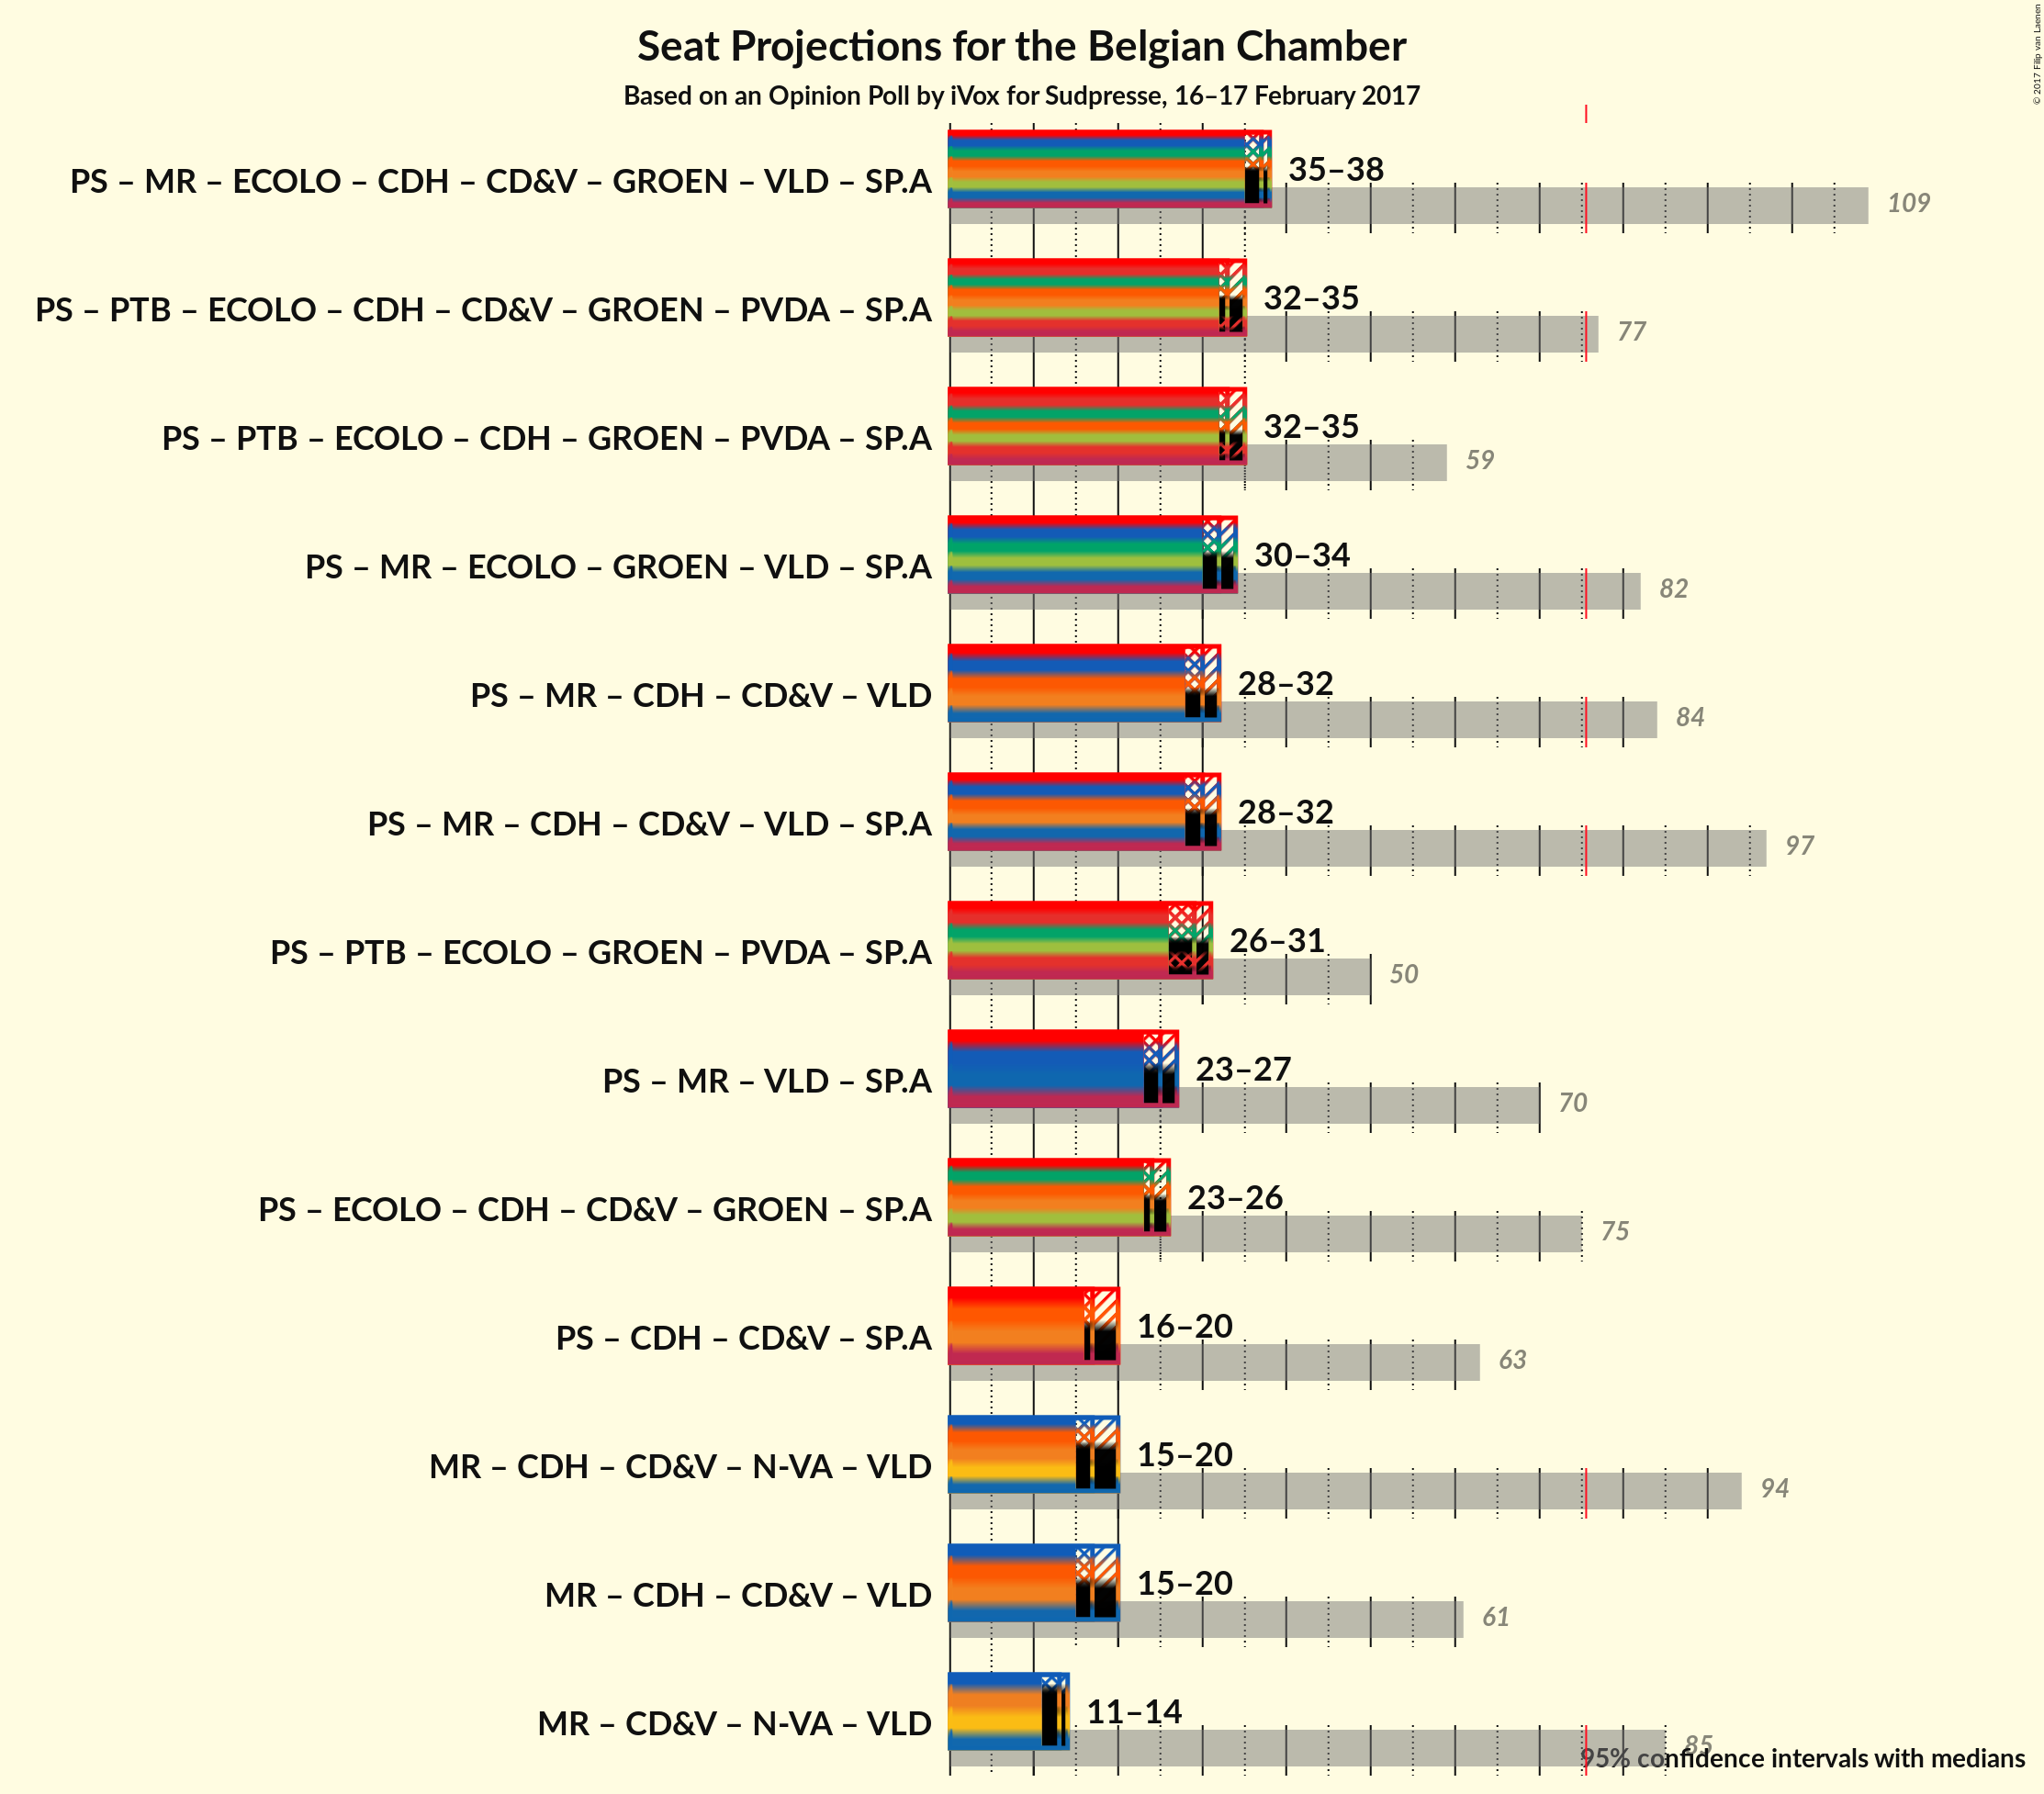 Seat Projections for the Belgian Chamber
Based on an Opinion Poll by iVox for Sudpresse, 16–17 February 2017
© 2017 Filip van Laenen
PS – MR – ECOLO – CDH – CD&V – GROEN – VLD – SP.A 35–38 109
PS – PTB – ECOLO – CDH – CD&V – GROEN – PVDA – SP.A 32–35 77
PS – PTB – ECOLO – CDH – GROEN – PVDA – SP.A 32–35 59
PS – MR – ECOLO – GROEN – VLD – SP.A 30–34 82
PS – MR – CDH – CD&V – VLD 28–32 84
PS – MR – CDH – CD&V – VLD – SP.A 28–32 97
PS – PTB – ECOLO – GROEN – PVDA – SP.A 26–31 50
PS – MR – VLD – SP.A 23–27 70
PS – ECOLO – CDH – CD&V – GROEN – SP.A 23–26 75
PS – CDH – CD&V – SP.A 16–20 63
MR – CDH – CD&V – N-VA – VLD 15–20 94
MR – CDH – CD&V – VLD 15–20 61
MR – CD&V – N-VA – VLD 11–14 85
95% confidence intervals with medians